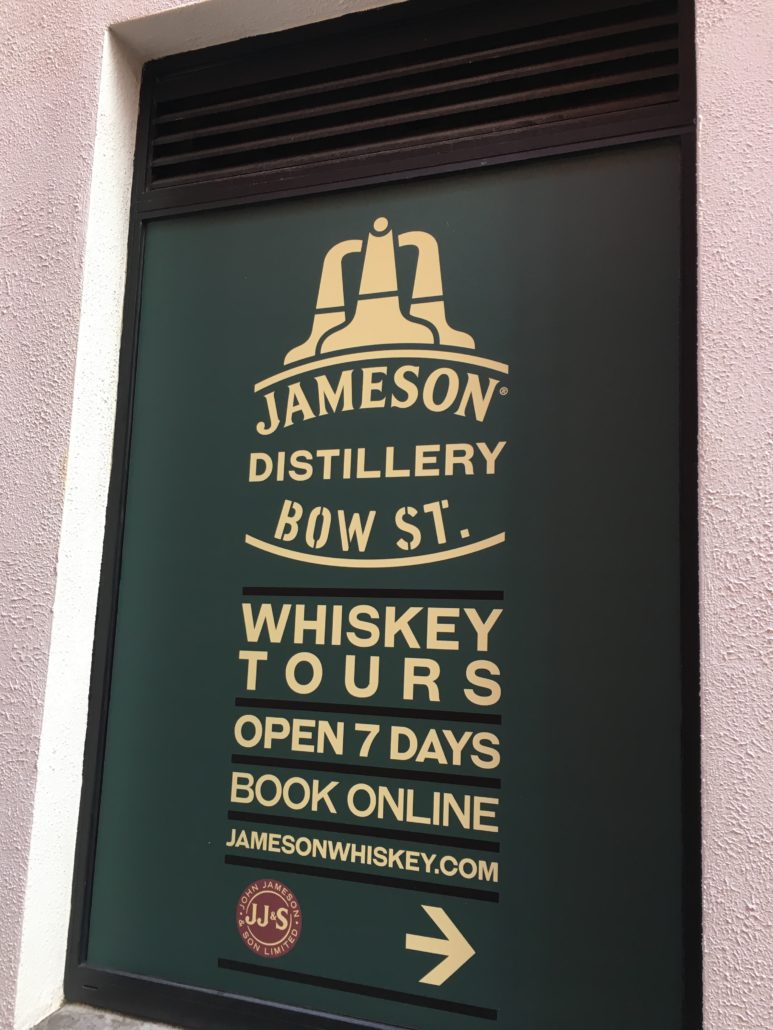 JAMESON®
DISTILLERY
BOW ST.
WHISKEY
TOURS
OPEN 7 DAYS
BOOK ONLINE
JAMESONWHISKEY.COM
JOHN JAMESON
JJ&S
& SON LIMITED